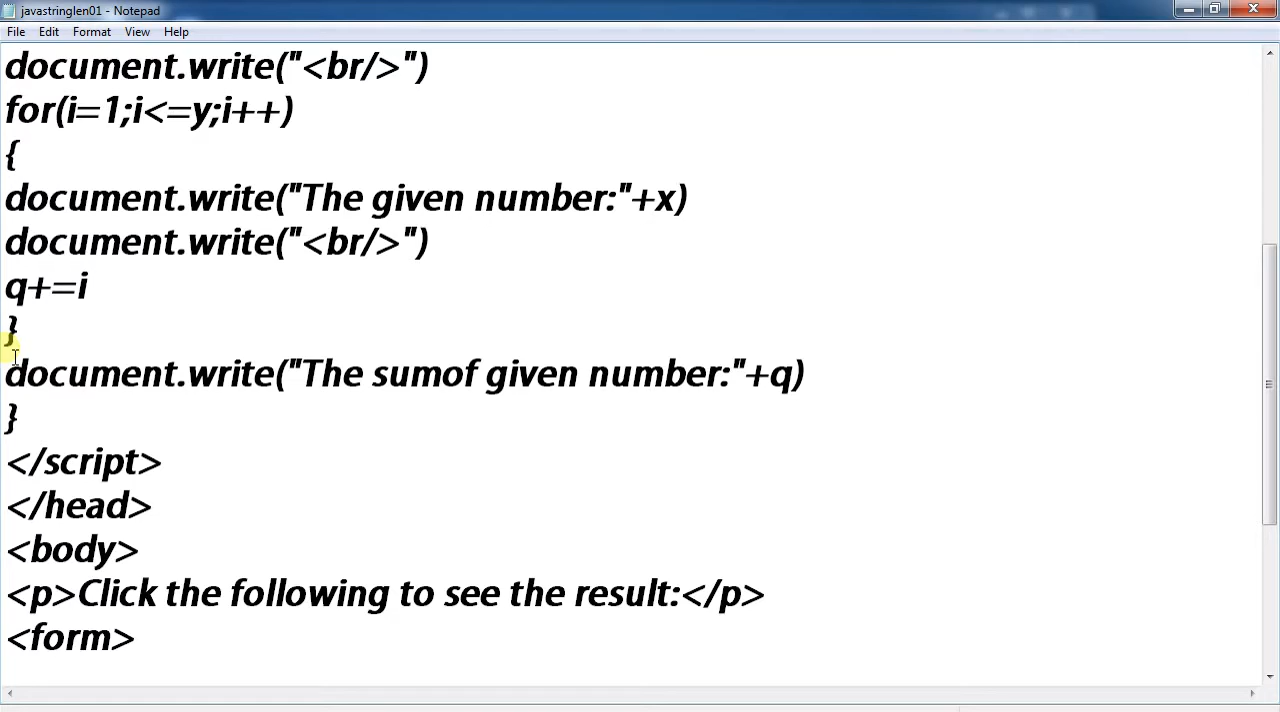 javastringlen01 - Notepad
File Edit Format View Help
document.write("<br/>")
for(i=1;i<=y;i++)
{
document.write("The given number:"+x)
document.write("<br/>")
q+=i
}
document.write("The sumof given number:"+q)
}
</script>
</head>
<body>
<p>Click the following to see the result:</p>
<form>